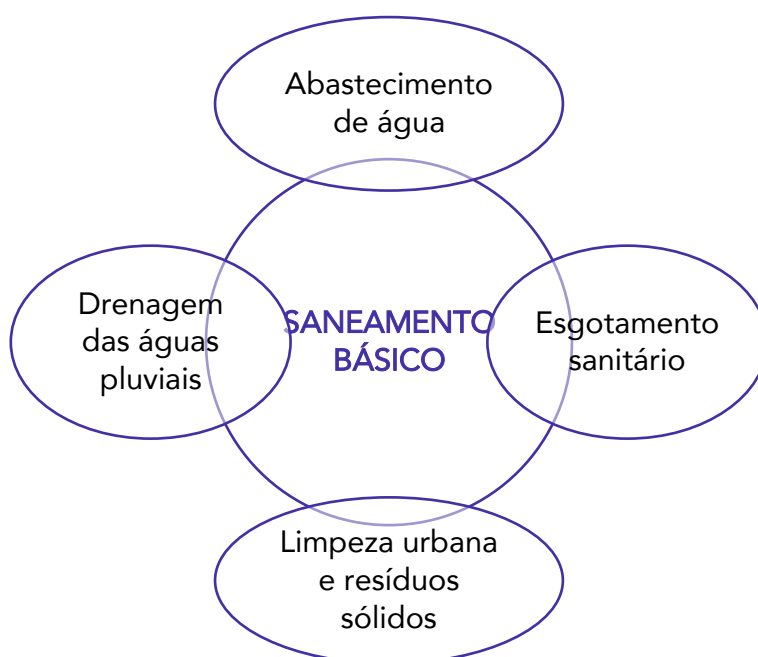 Abastecimento
de água
Drenagem
das águas
pluviais
SANEAMENTO
BÁSICO
Esgotamento
sanitário
Limpeza urbana
e resíduos
sólidos